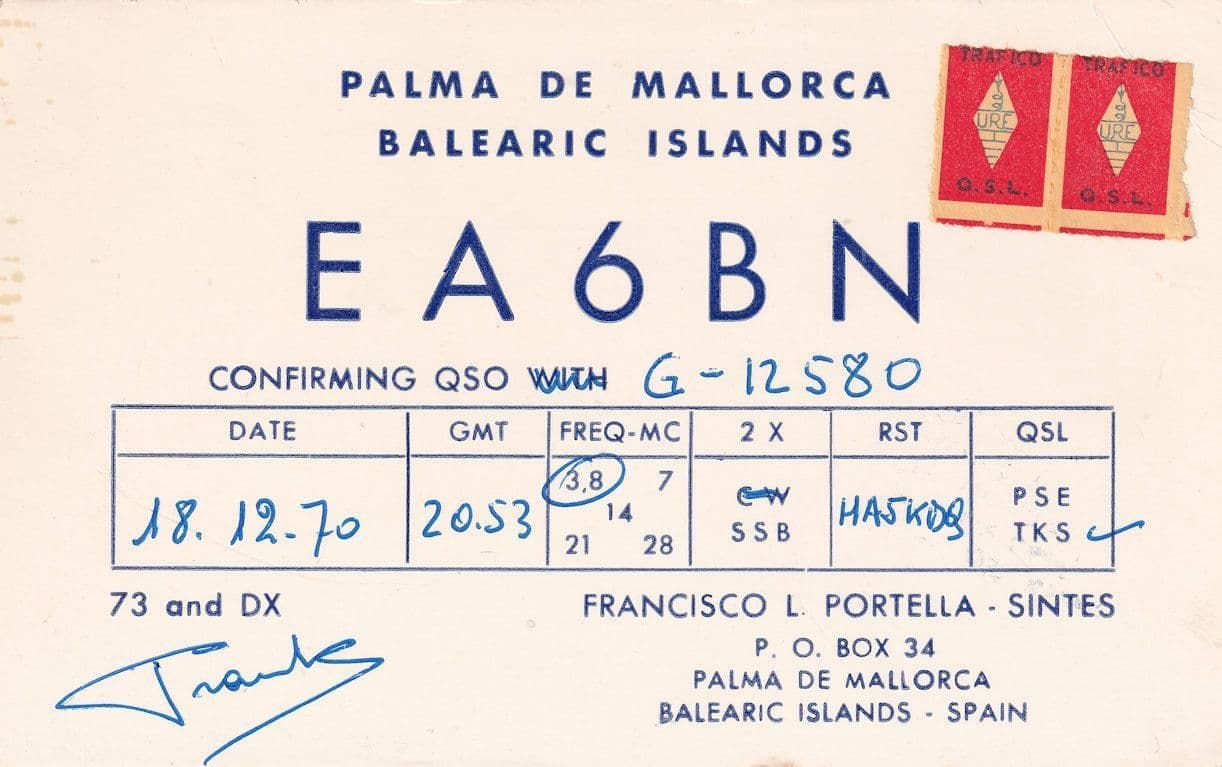 PALMA DE MALLORCA
BALEARIC ISLANDS
TRAFICO TRAFICO
URE URE
Q.S.L. Q.S.L.
EA6BN
CONFIRMING QSO WITH G-12580
DATE GMT FREQ-MC 2 X RST QSL
18.12-70 20.53 3,8 7 14 21 28 CW SSB HA5KDQ PSE TKS
73 and DX
Frank
FRANCISCO L. PORTELLA - SINTES
P. O. BOX 34
PALMA DE MALLORCA
BALEARIC ISLANDS - SPAIN